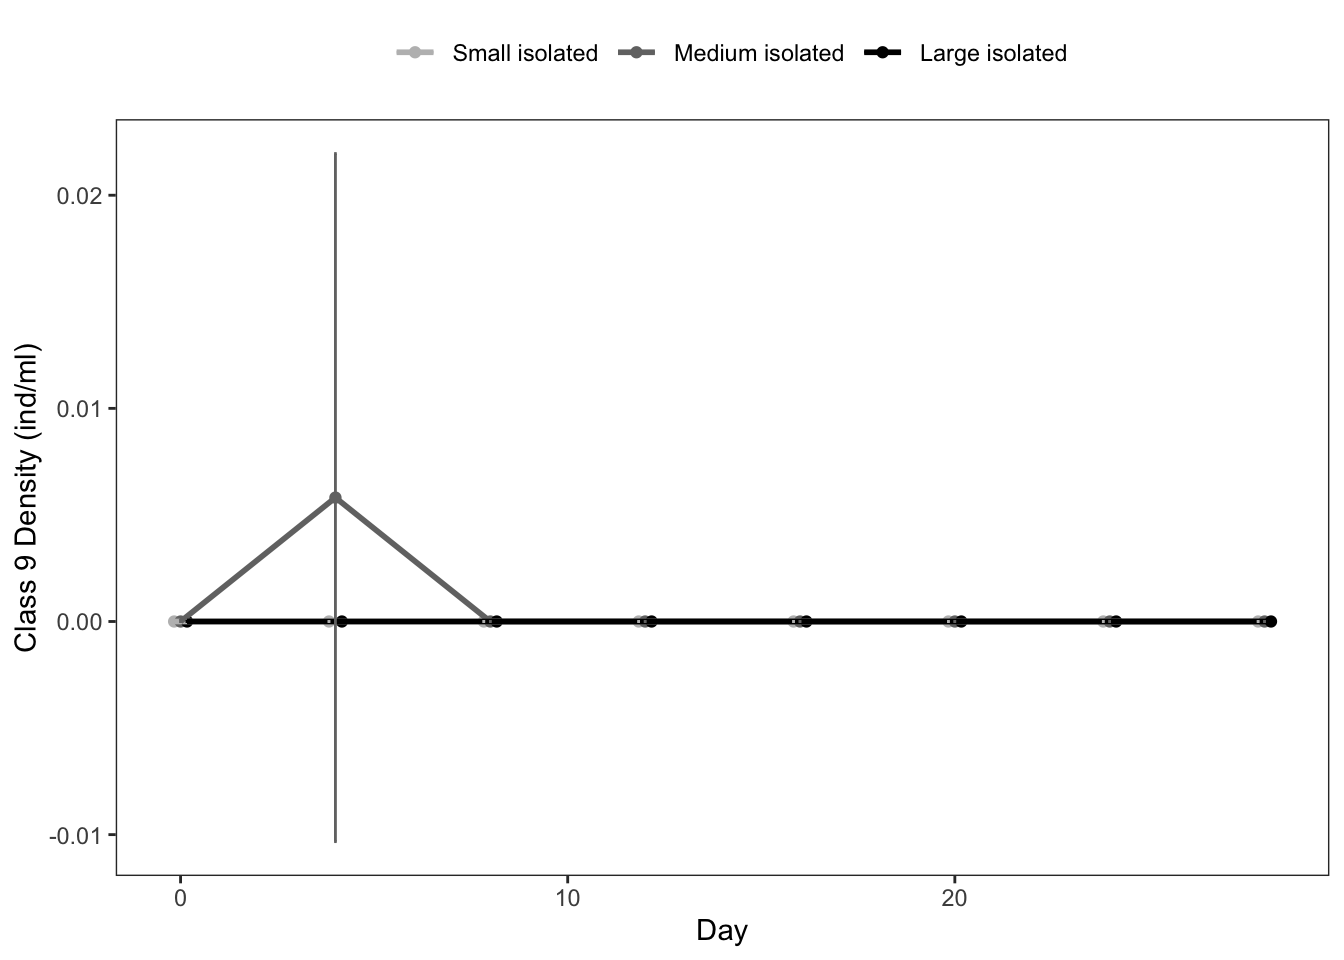 Small isolated Medium isolated Large isolated
0.02
0.01
0.00
-0.01
Class 9 Density (ind/ml)
0 10 20
Day